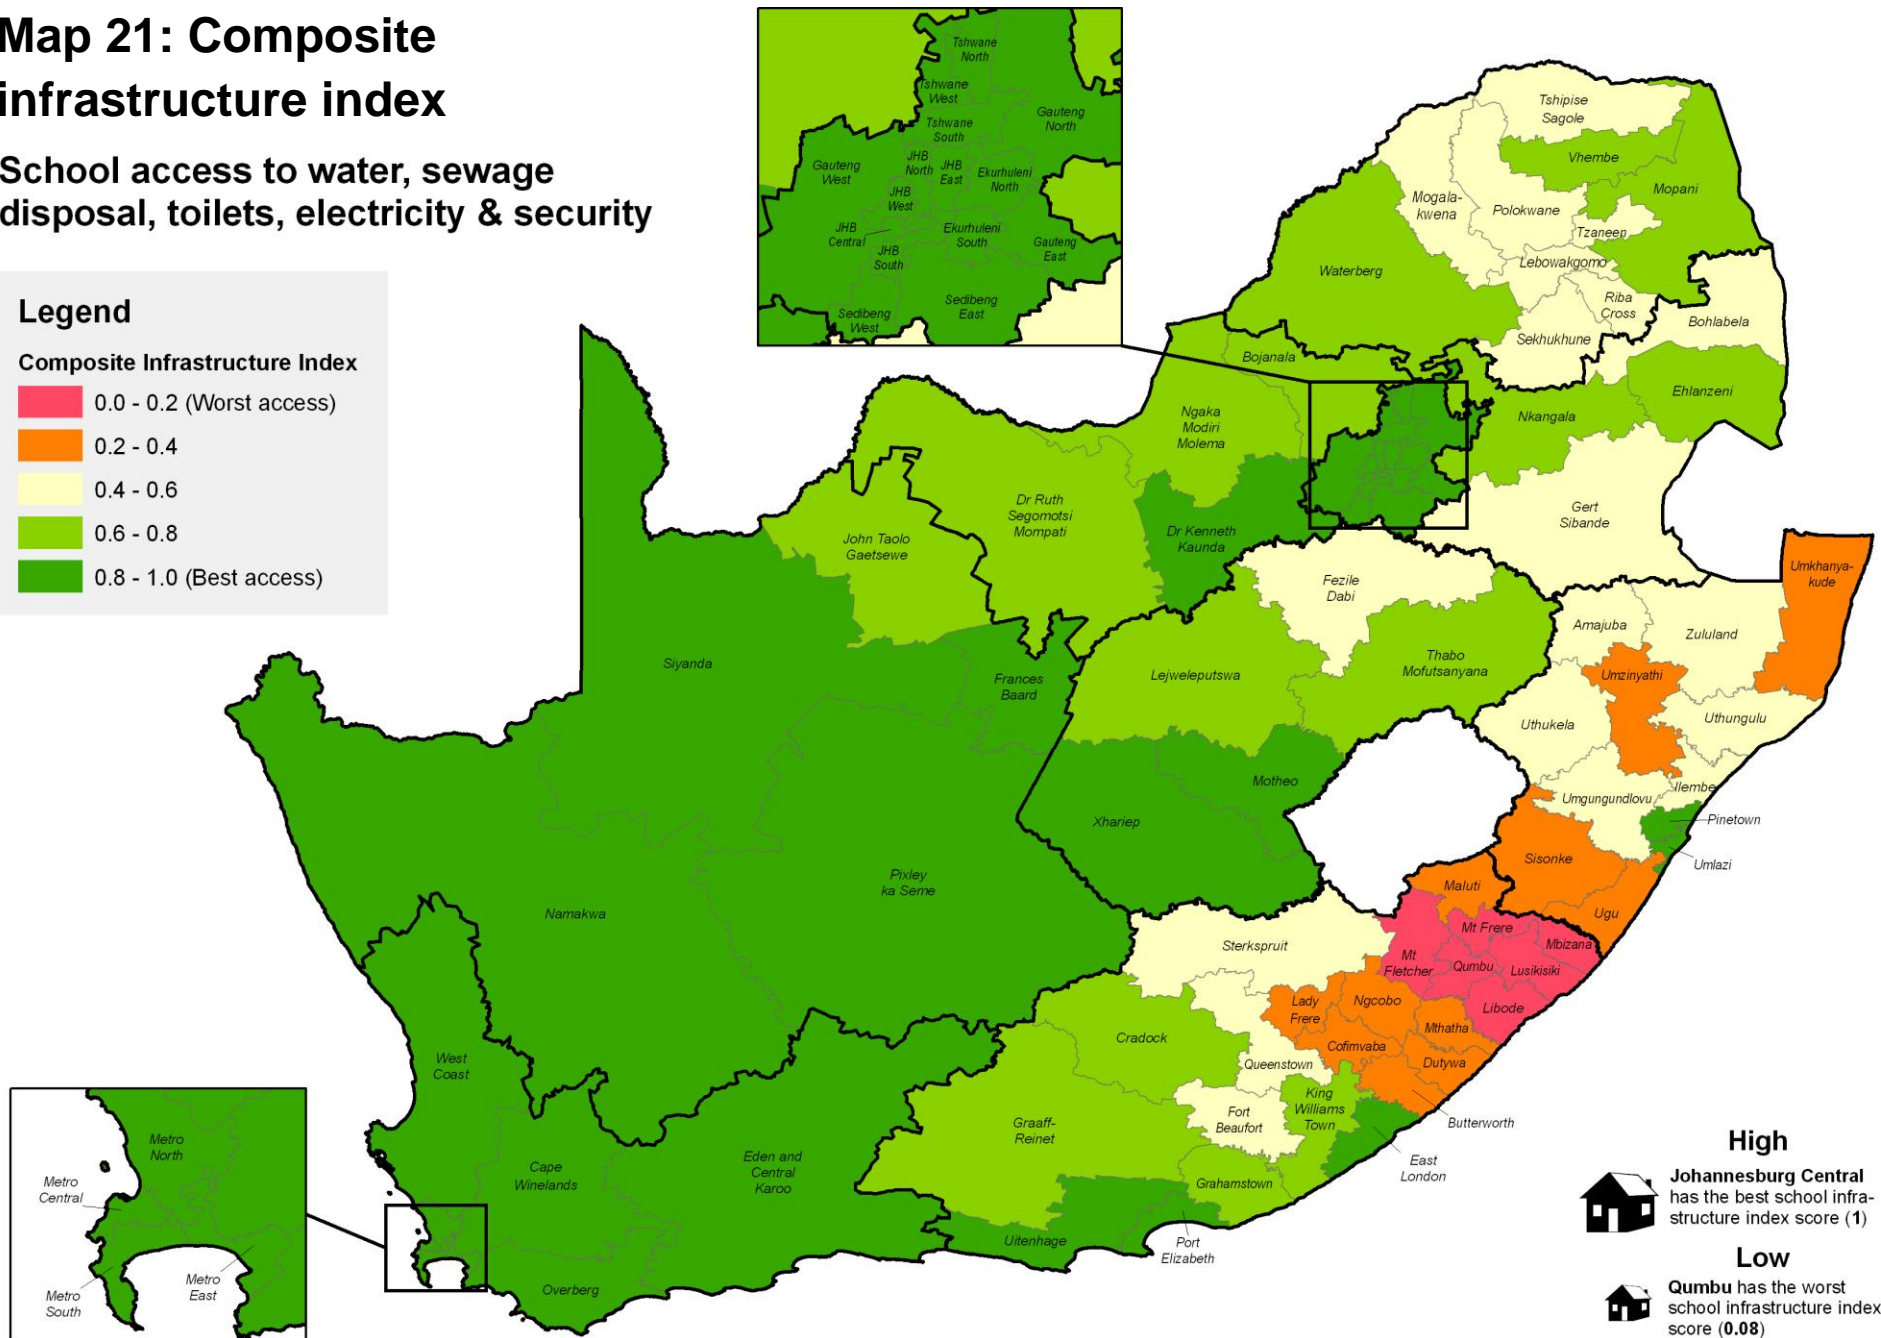 Map 21: Composite
infrastructure index
School access to water, sewage
disposal, toilets, electricity & security
Legend
Composite Infrastructure Index
0.0 - 0.2 (Worst access)
0.2 - 0.4
0.4 - 0.6
0.6 - 0.8
0.8 - 1.0 (Best access)
Tshwane
North
Tshwane
West
Gauteng
North
Tshwane
South
JHB
North
JHB
East
Gauteng
West
Ekurhuleni
North
JHB
West
JHB
Central
Ekurhuleni
South
JHB
South
Gauteng
East
Sedibeng
East
Sedibeng
West
Tshipise
Sagole
Vhembe
Mopani
Mogala-
kwena
Polokwane
Tzaneen
Lebowakgomo
Waterberg
Riba
Cross
Bohlabela
Sekhukhune
Bojanala
Ehlanzeni
Nkangala
Ngaka
Modiri
Molema
Gert
Sibande
Dr Ruth
Segomotsi
Mompati
Dr Kenneth
Kaunda
John Taolo
Gaetsewe
Fezile
Dabi
Umkhanya-
kude
Amajuba
Zululand
Siyanda
Frances
Baard
Lejweleputswa
Thabo
Mofutsanyana
Umzinyathi
Uthukela
Uthungulu
Motheo
Xhariep
Umgungundlovu
Ilembe
Pinetown
Umlazi
Sisonke
Pixley
ka Seme
Namakwa
Maluti
Ugu
Sterkspruit
Mt Frere
Mbizana
Mt
Fletcher
Qumbu
Lusikisiki
Libode
Lady
Frere
Ngcobo
Mthatha
Cradock
Cofimvaba
Dutywa
Queenstown
West
Coast
King
Williams
Town
Fort
Beaufort
Butterworth
Graaff-
Reinet
East
London
Cape
Winelands
Eden and
Central
Karoo
Grahamstown
Uitenhage
Port
Elizabeth
Overberg
Metro
North
Metro
Central
Metro
East
Metro
South
High
Johannesburg Central
has the best school infra-
structure index score (1)
Low
Qumbu has the worst
school infrastructure index
score (0.08)